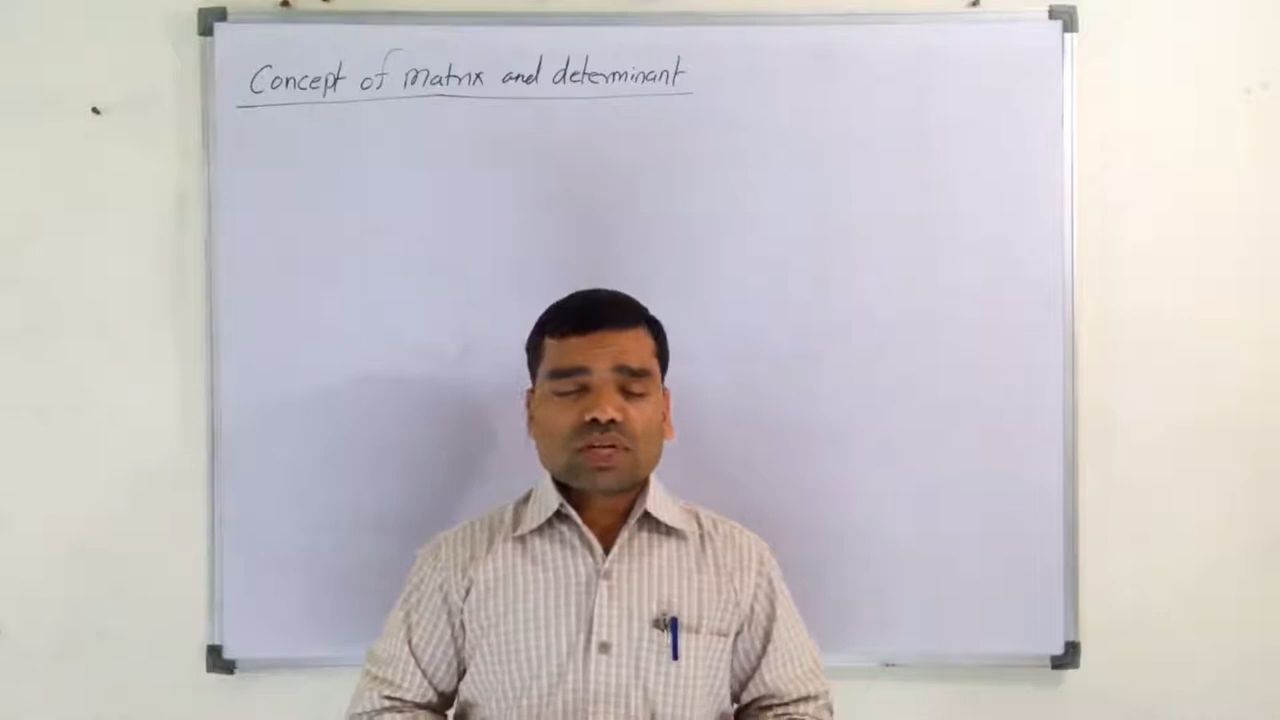 Concept of matrix and determinant